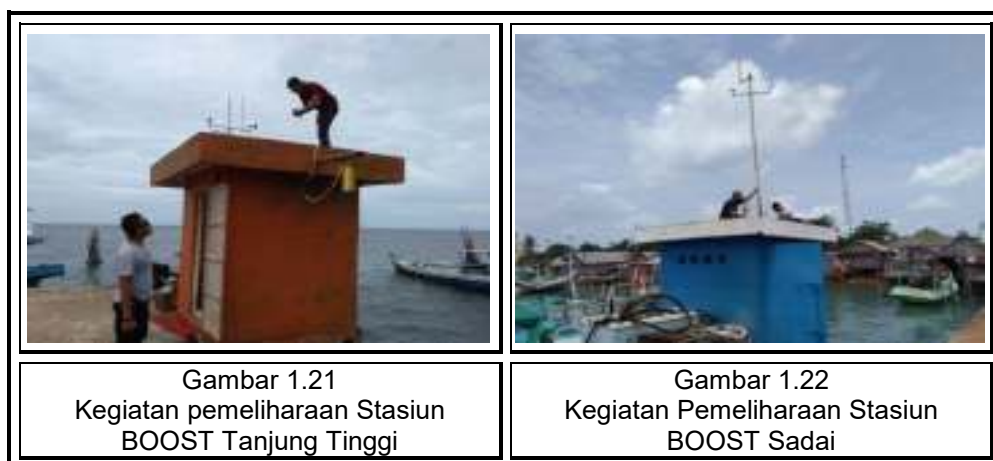 Gambar 1.21
Kegiatan pemeliharaan Stasiun
BOOST Tanjung Tinggi
Gambar 1.22
Kegiatan Pemeliharaan Stasiun
BOOST Sadai